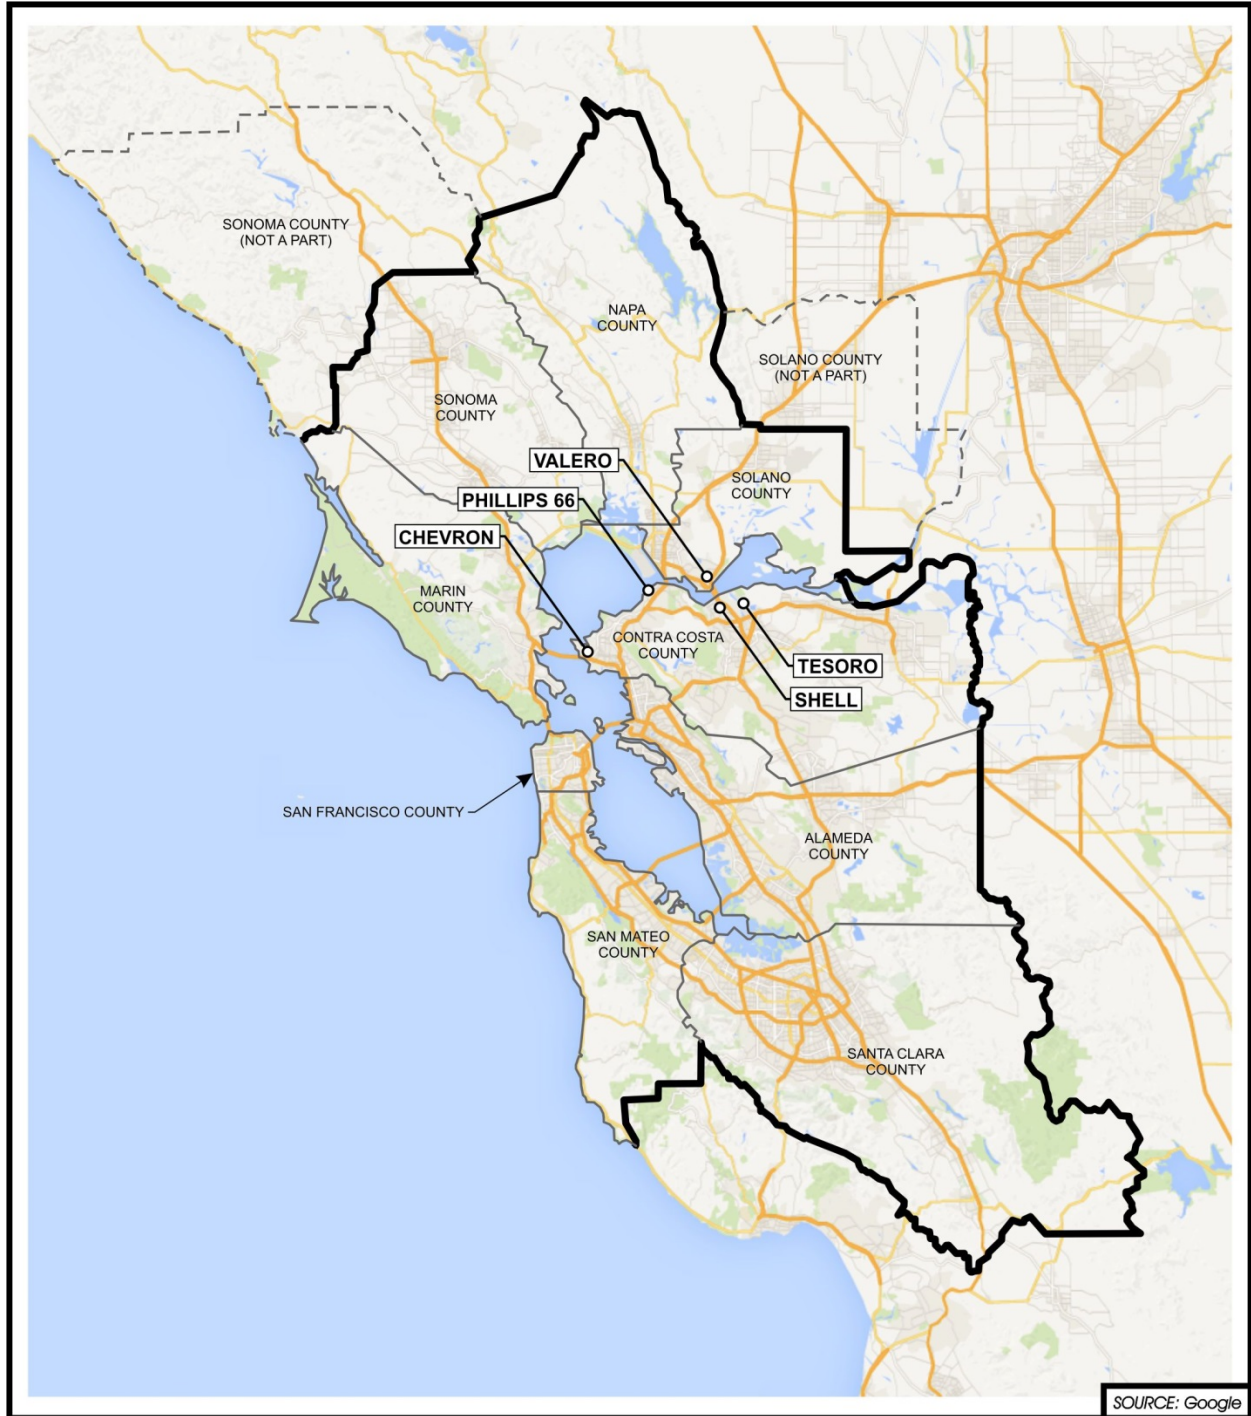 SONOMA COUNTY
(NOT A PART)
NAPA
COUNTY
SOLANO COUNTY
(NOT A PART)
SONOMA
COUNTY
VALERO
SOLANO
COUNTY
PHILLIPS 66
CHEVRON
MARIN
COUNTY
CONTRA COSTA
COUNTY
TESORO
SHELL
SAN FRANCISCO COUNTY
ALAMEDA
COUNTY
SAN MATEO
COUNTY
SANTA CLARA
COUNTY
SOURCE: Google